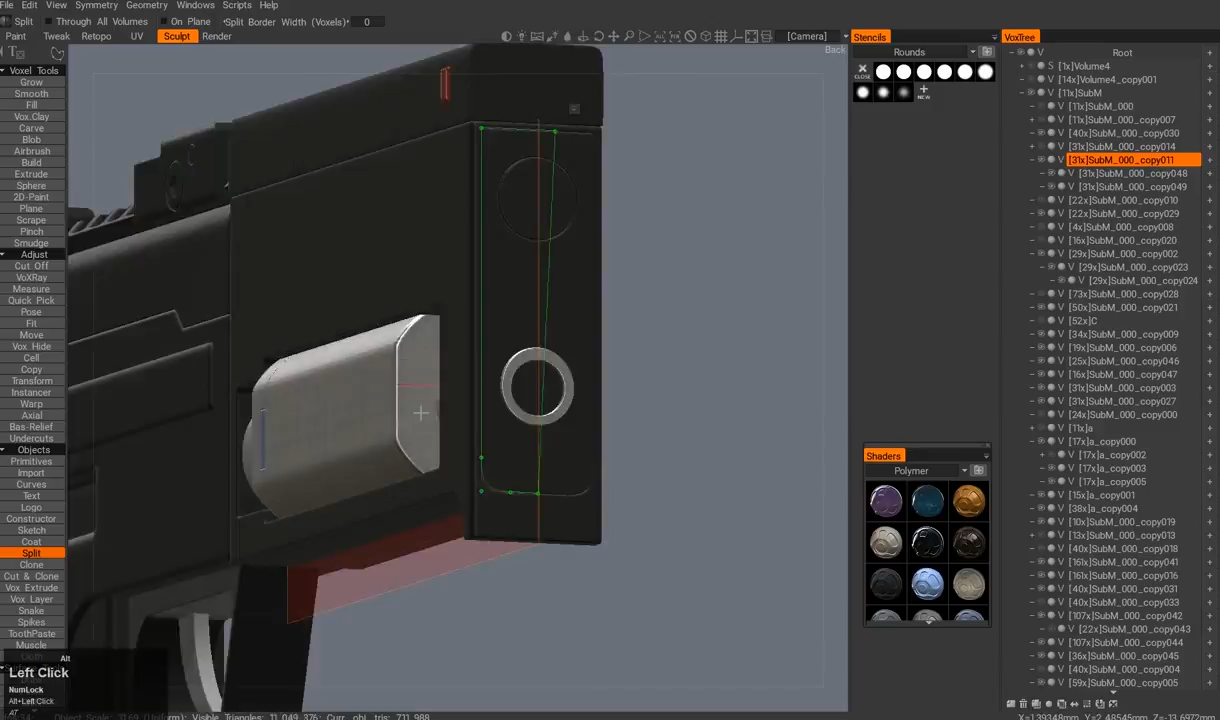 File Edit View Symmetry Geometry Windows Scripts Help
Split Through All Volumes On Plane Split Border Width (Voxels) 0
Paint Tweak Retopo UV Sculpt Render [Camera]
Back
Voxel Tools
Grow
Smooth
Fill
Vox.Clay
Carve
Blob
Airbrush
Build
Extrude
Sphere
2D-Paint
Plane
Scrape
Pinch
Smudge
Adjust
Cut Off
VoXRay
Measure
Quick Pick
Pose
Fit
Move
Vox Hide
Cell
Copy
Transform
Instancer
Warp
Axial
Bas-Relief
Undercuts
Objects
Primitives
Import
Curves
Text
Logo
Constructor
Sketch
Coat
Split
Clone
Cut & Clone
Vox Extrude
Vox Layer
Snake
Spikes
ToothPaste
Muscle
Alt
Left Click
NumLock
Alt+Left Click
Stencils
Rounds
CLOSE
NEW
Shaders
Polymer
VoxTree
V Root
S [1x]Volume4
V [14x]Volume4_copy001
V [11x]SubM
V [11x]SubM_000
V [11x]SubM_000_copy007
V [40x]SubM_000_copy030
V [31x]SubM_000_copy014
V [31x]SubM_000_copy011
V [31x]SubM_000_copy048
V [31x]SubM_000_copy049
V [22x]SubM_000_copy010
V [22x]SubM_000_copy029
V [4x]SubM_000_copy008
V [16x]SubM_000_copy020
V [29x]SubM_000_copy002
V [29x]SubM_000_copy023
V [29x]SubM_000_copy024
V [73x]SubM_000_copy028
V [50x]SubM_000_copy021
V [52x]C
V [34x]SubM_000_copy009
V [19x]SubM_000_copy006
V [25x]SubM_000_copy046
V [16x]SubM_000_copy047
V [31x]SubM_000_copy003
V [31x]SubM_000_copy027
V [24x]SubM_000_copy000
V [11x]a
V [17x]a_copy000
V [17x]a_copy002
V [17x]a_copy003
V [17x]a_copy005
V [15x]a_copy001
V [38x]a_copy004
V [10x]SubM_000_copy019
V [13x]SubM_000_copy013
V [40x]SubM_000_copy018
V [161x]SubM_000_copy041
V [161x]SubM_000_copy016
V [40x]SubM_000_copy031
V [40x]SubM_000_copy033
V [107x]SubM_000_copy042
V [22x]SubM_000_copy043
V [107x]SubM_000_copy044
V [36x]SubM_000_copy045
V [40x]SubM_000_copy004
V [59x]SubM_000_copy005